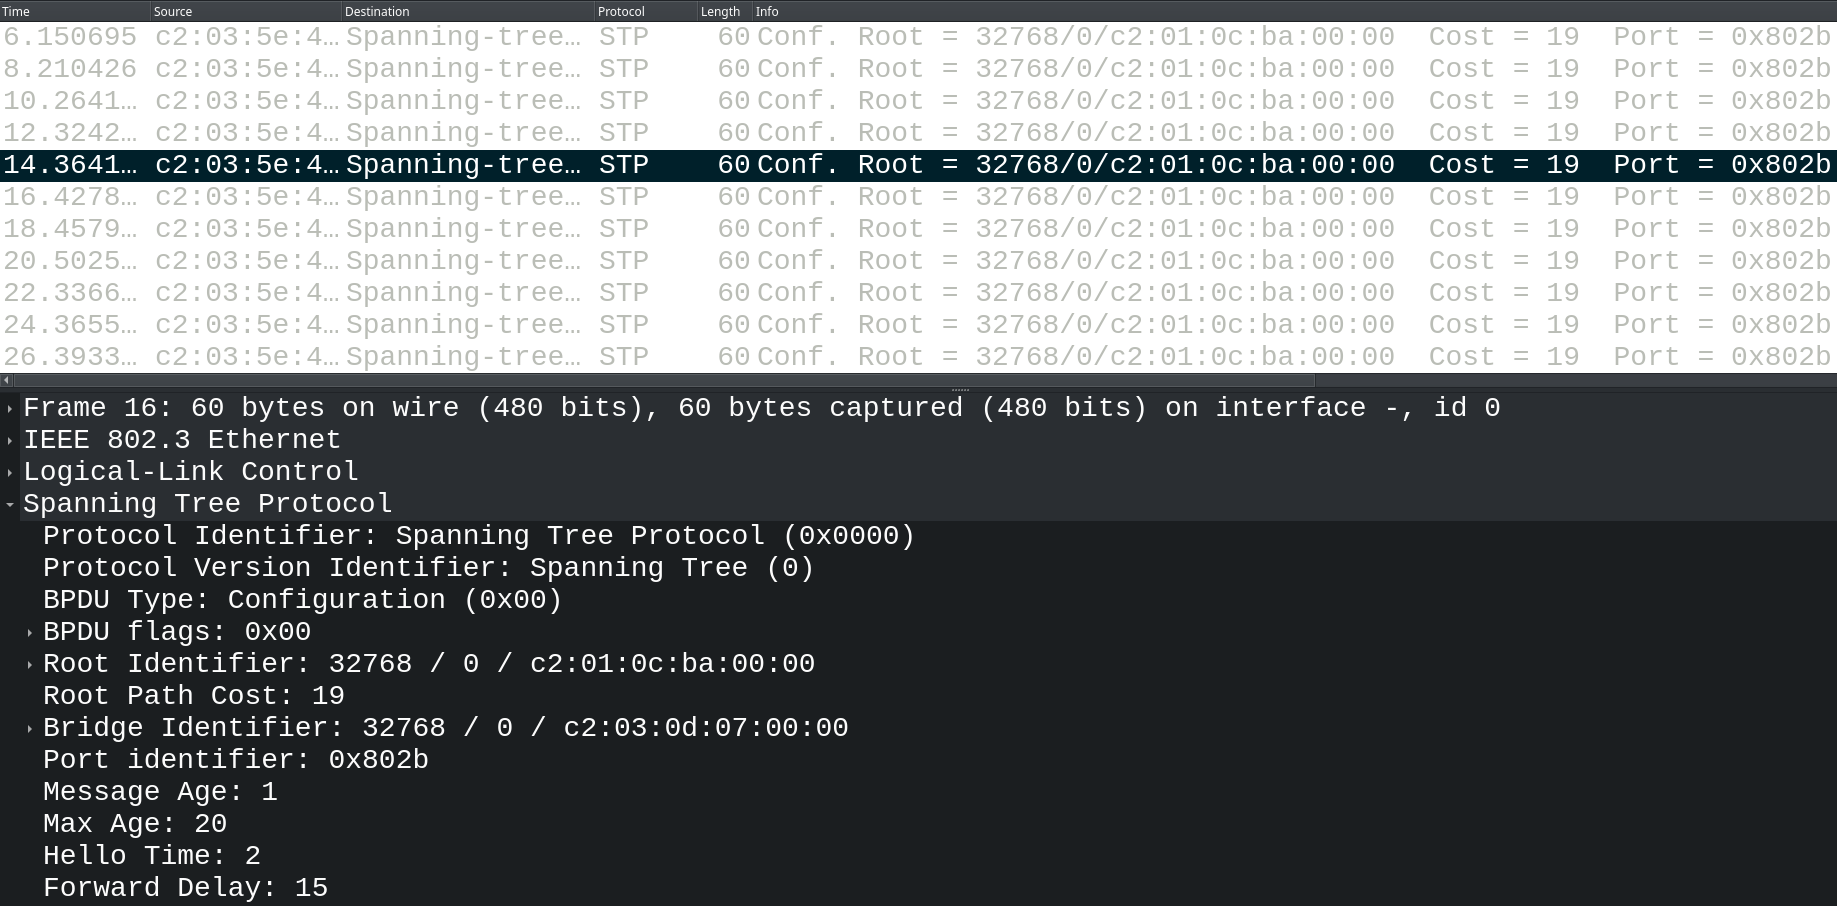 Time Source Destination Protocol Length Info
6.150695 c2:03:5e:4… Spanning-tree… STP 60 Conf. Root = 32768/0/c2:01:0c:ba:00:00 Cost = 19 Port = 0x802b
8.210426 c2:03:5e:4… Spanning-tree… STP 60 Conf. Root = 32768/0/c2:01:0c:ba:00:00 Cost = 19 Port = 0x802b
10.2641… c2:03:5e:4… Spanning-tree… STP 60 Conf. Root = 32768/0/c2:01:0c:ba:00:00 Cost = 19 Port = 0x802b
12.3242… c2:03:5e:4… Spanning-tree… STP 60 Conf. Root = 32768/0/c2:01:0c:ba:00:00 Cost = 19 Port = 0x802b
14.3641… c2:03:5e:4… Spanning-tree… STP 60 Conf. Root = 32768/0/c2:01:0c:ba:00:00 Cost = 19 Port = 0x802b
16.4278… c2:03:5e:4… Spanning-tree… STP 60 Conf. Root = 32768/0/c2:01:0c:ba:00:00 Cost = 19 Port = 0x802b
18.4579… c2:03:5e:4… Spanning-tree… STP 60 Conf. Root = 32768/0/c2:01:0c:ba:00:00 Cost = 19 Port = 0x802b
20.5025… c2:03:5e:4… Spanning-tree… STP 60 Conf. Root = 32768/0/c2:01:0c:ba:00:00 Cost = 19 Port = 0x802b
22.3366… c2:03:5e:4… Spanning-tree… STP 60 Conf. Root = 32768/0/c2:01:0c:ba:00:00 Cost = 19 Port = 0x802b
24.3655… c2:03:5e:4… Spanning-tree… STP 60 Conf. Root = 32768/0/c2:01:0c:ba:00:00 Cost = 19 Port = 0x802b
26.3933… c2:03:5e:4… Spanning-tree… STP 60 Conf. Root = 32768/0/c2:01:0c:ba:00:00 Cost = 19 Port = 0x802b
Frame 16: 60 bytes on wire (480 bits), 60 bytes captured (480 bits) on interface -, id 0
IEEE 802.3 Ethernet
Logical-Link Control
Spanning Tree Protocol
Protocol Identifier: Spanning Tree Protocol (0x0000)
Protocol Version Identifier: Spanning Tree (0)
BPDU Type: Configuration (0x00)
BPDU flags: 0x00
Root Identifier: 32768 / 0 / c2:01:0c:ba:00:00
Root Path Cost: 19
Bridge Identifier: 32768 / 0 / c2:03:0d:07:00:00
Port identifier: 0x802b
Message Age: 1
Max Age: 20
Hello Time: 2
Forward Delay: 15